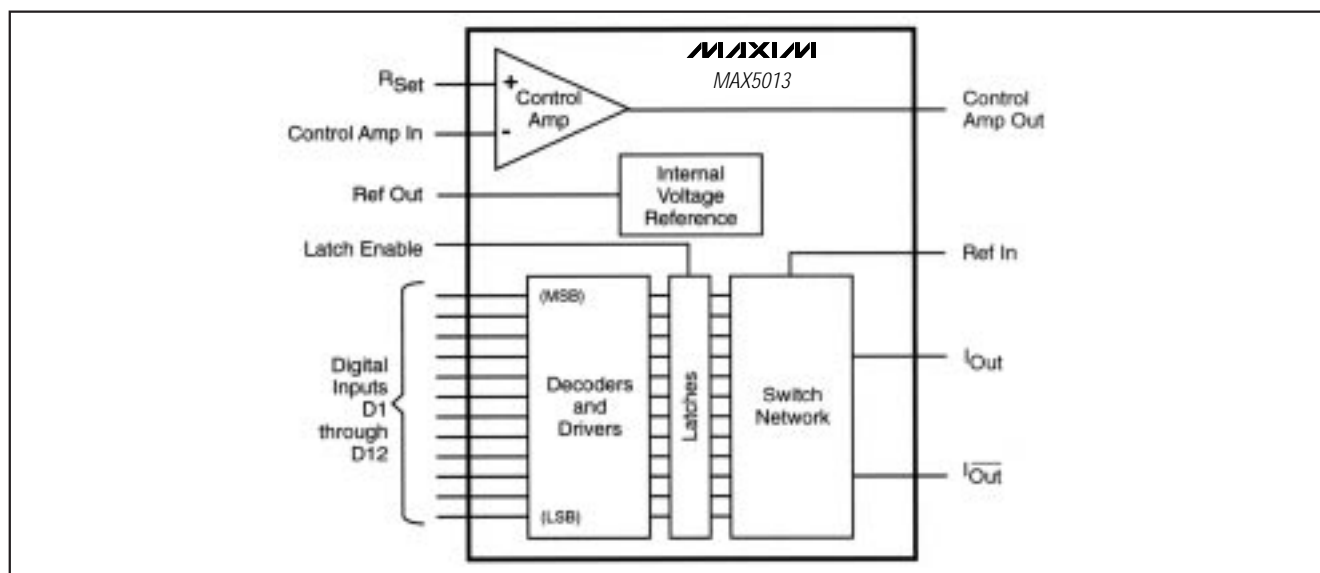 MAXIM
MAX5013
RSet
+
Control
Amp
-
Control Amp In
Control
Amp Out
Ref Out
Internal
Voltage
Reference
Latch Enable
Ref In
(MSB)
Digital
Inputs
D1
through
D12
Decoders
and
Drivers
(LSB)
Latches
Switch
Network
IOut
IOut